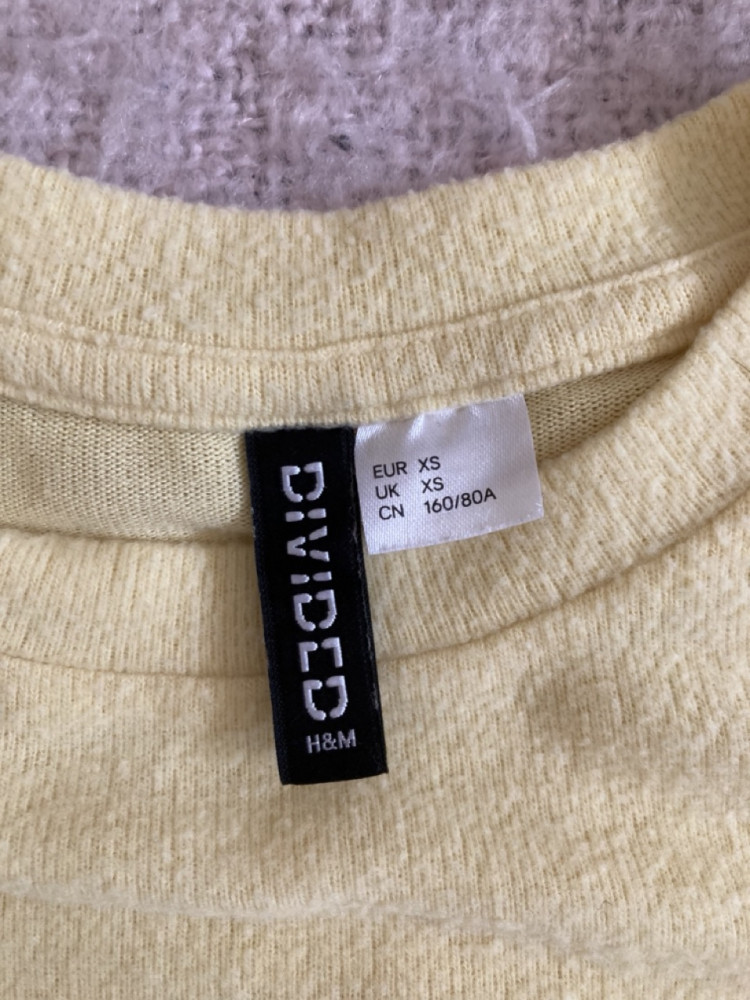 DIVIDED
H&M
EUR XS
UK XS
CN 160/80A